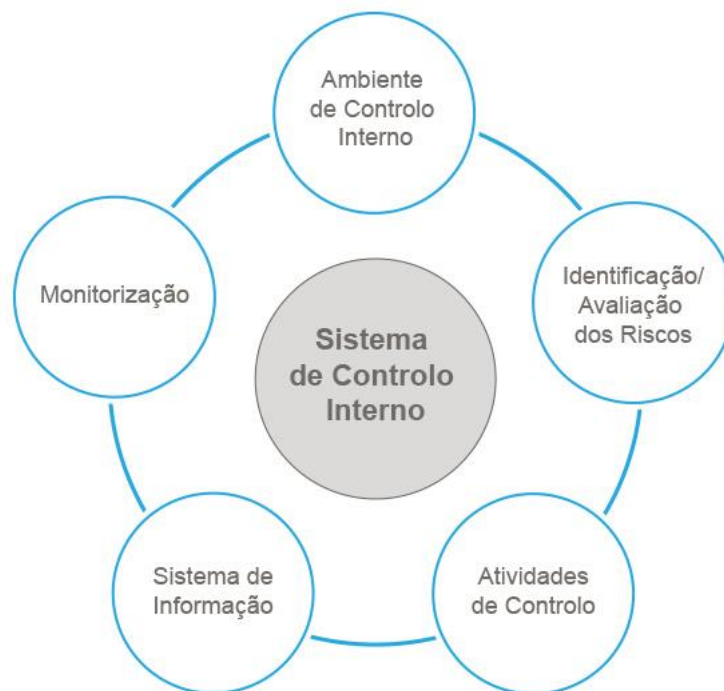 Ambiente
de Controlo
Interno
Identificação/
Avaliação
dos Riscos
Monitorização
Sistema
de Controlo
Interno
Sistema de
Informação
Atividades
de Controlo